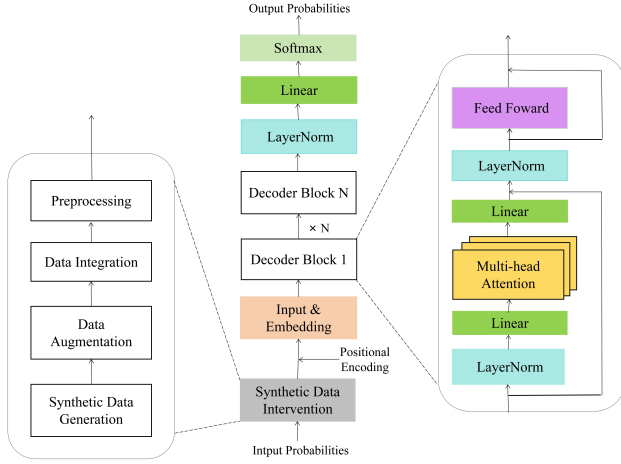 Output Probabilities
Softmax
Linear
LayerNorm
Decoder Block N
× N
Decoder Block 1
Input &
Embedding
Positional
Encoding
Synthetic Data
Intervention
Intput Probabilities
Preprocessing
Data Integration
Data
Augmentation
Synthetic Data
Generation
Feed Foward
LayerNorm
Linear
Multi-head
Attention
Linear
LayerNorm